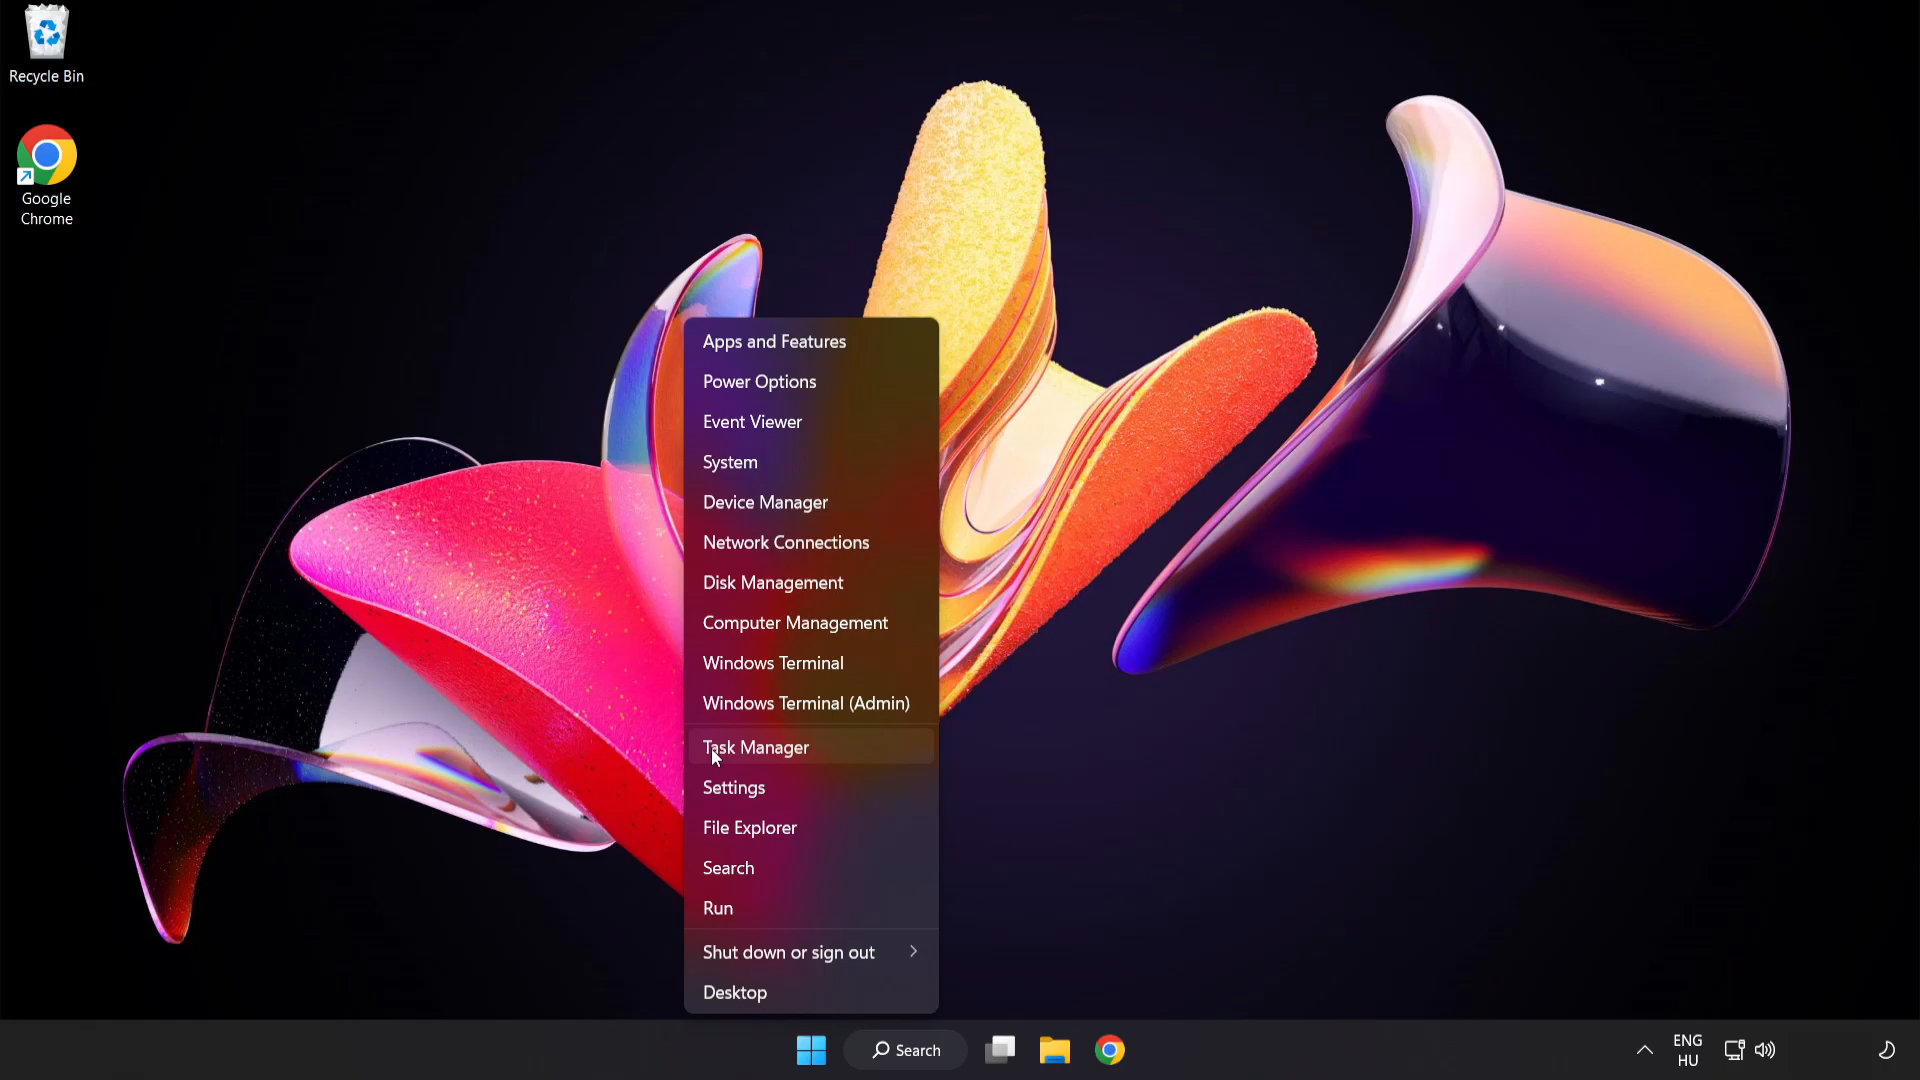 Recycle Bin
Google
Chrome
Apps and Features
Power Options
Event Viewer
System
Device Manager
Network Connections
Disk Management
Computer Management
Windows Terminal
Windows Terminal (Admin)
Task Manager
Settings
File Explorer
Search
Run
Shut down or sign out
Desktop
Search
ENG
HU